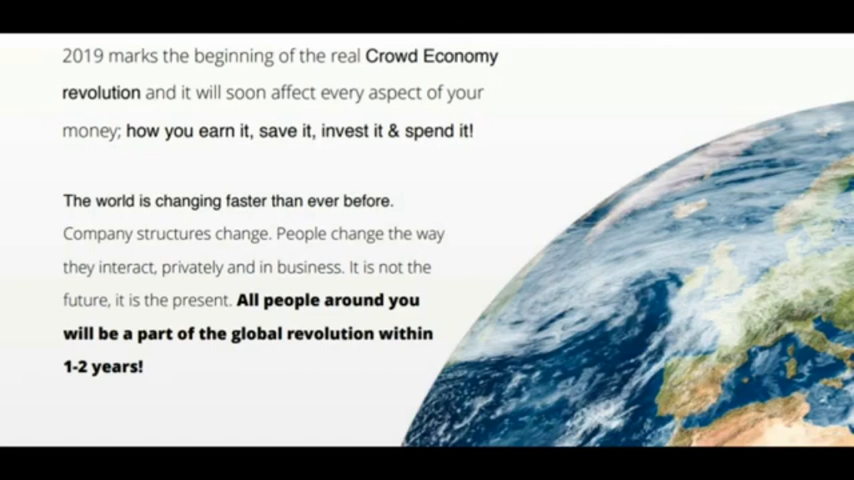 2019 marks the beginning of the real Crowd Economy
revolution and it will soon affect every aspect of your
money; how you earn it, save it, invest it & spend it!
The world is changing faster than ever before.
Company structures change. People change the way
they interact, privately and in business. It is not the
future, it is the present. All people around you
will be a part of the global revolution within
1-2 years!